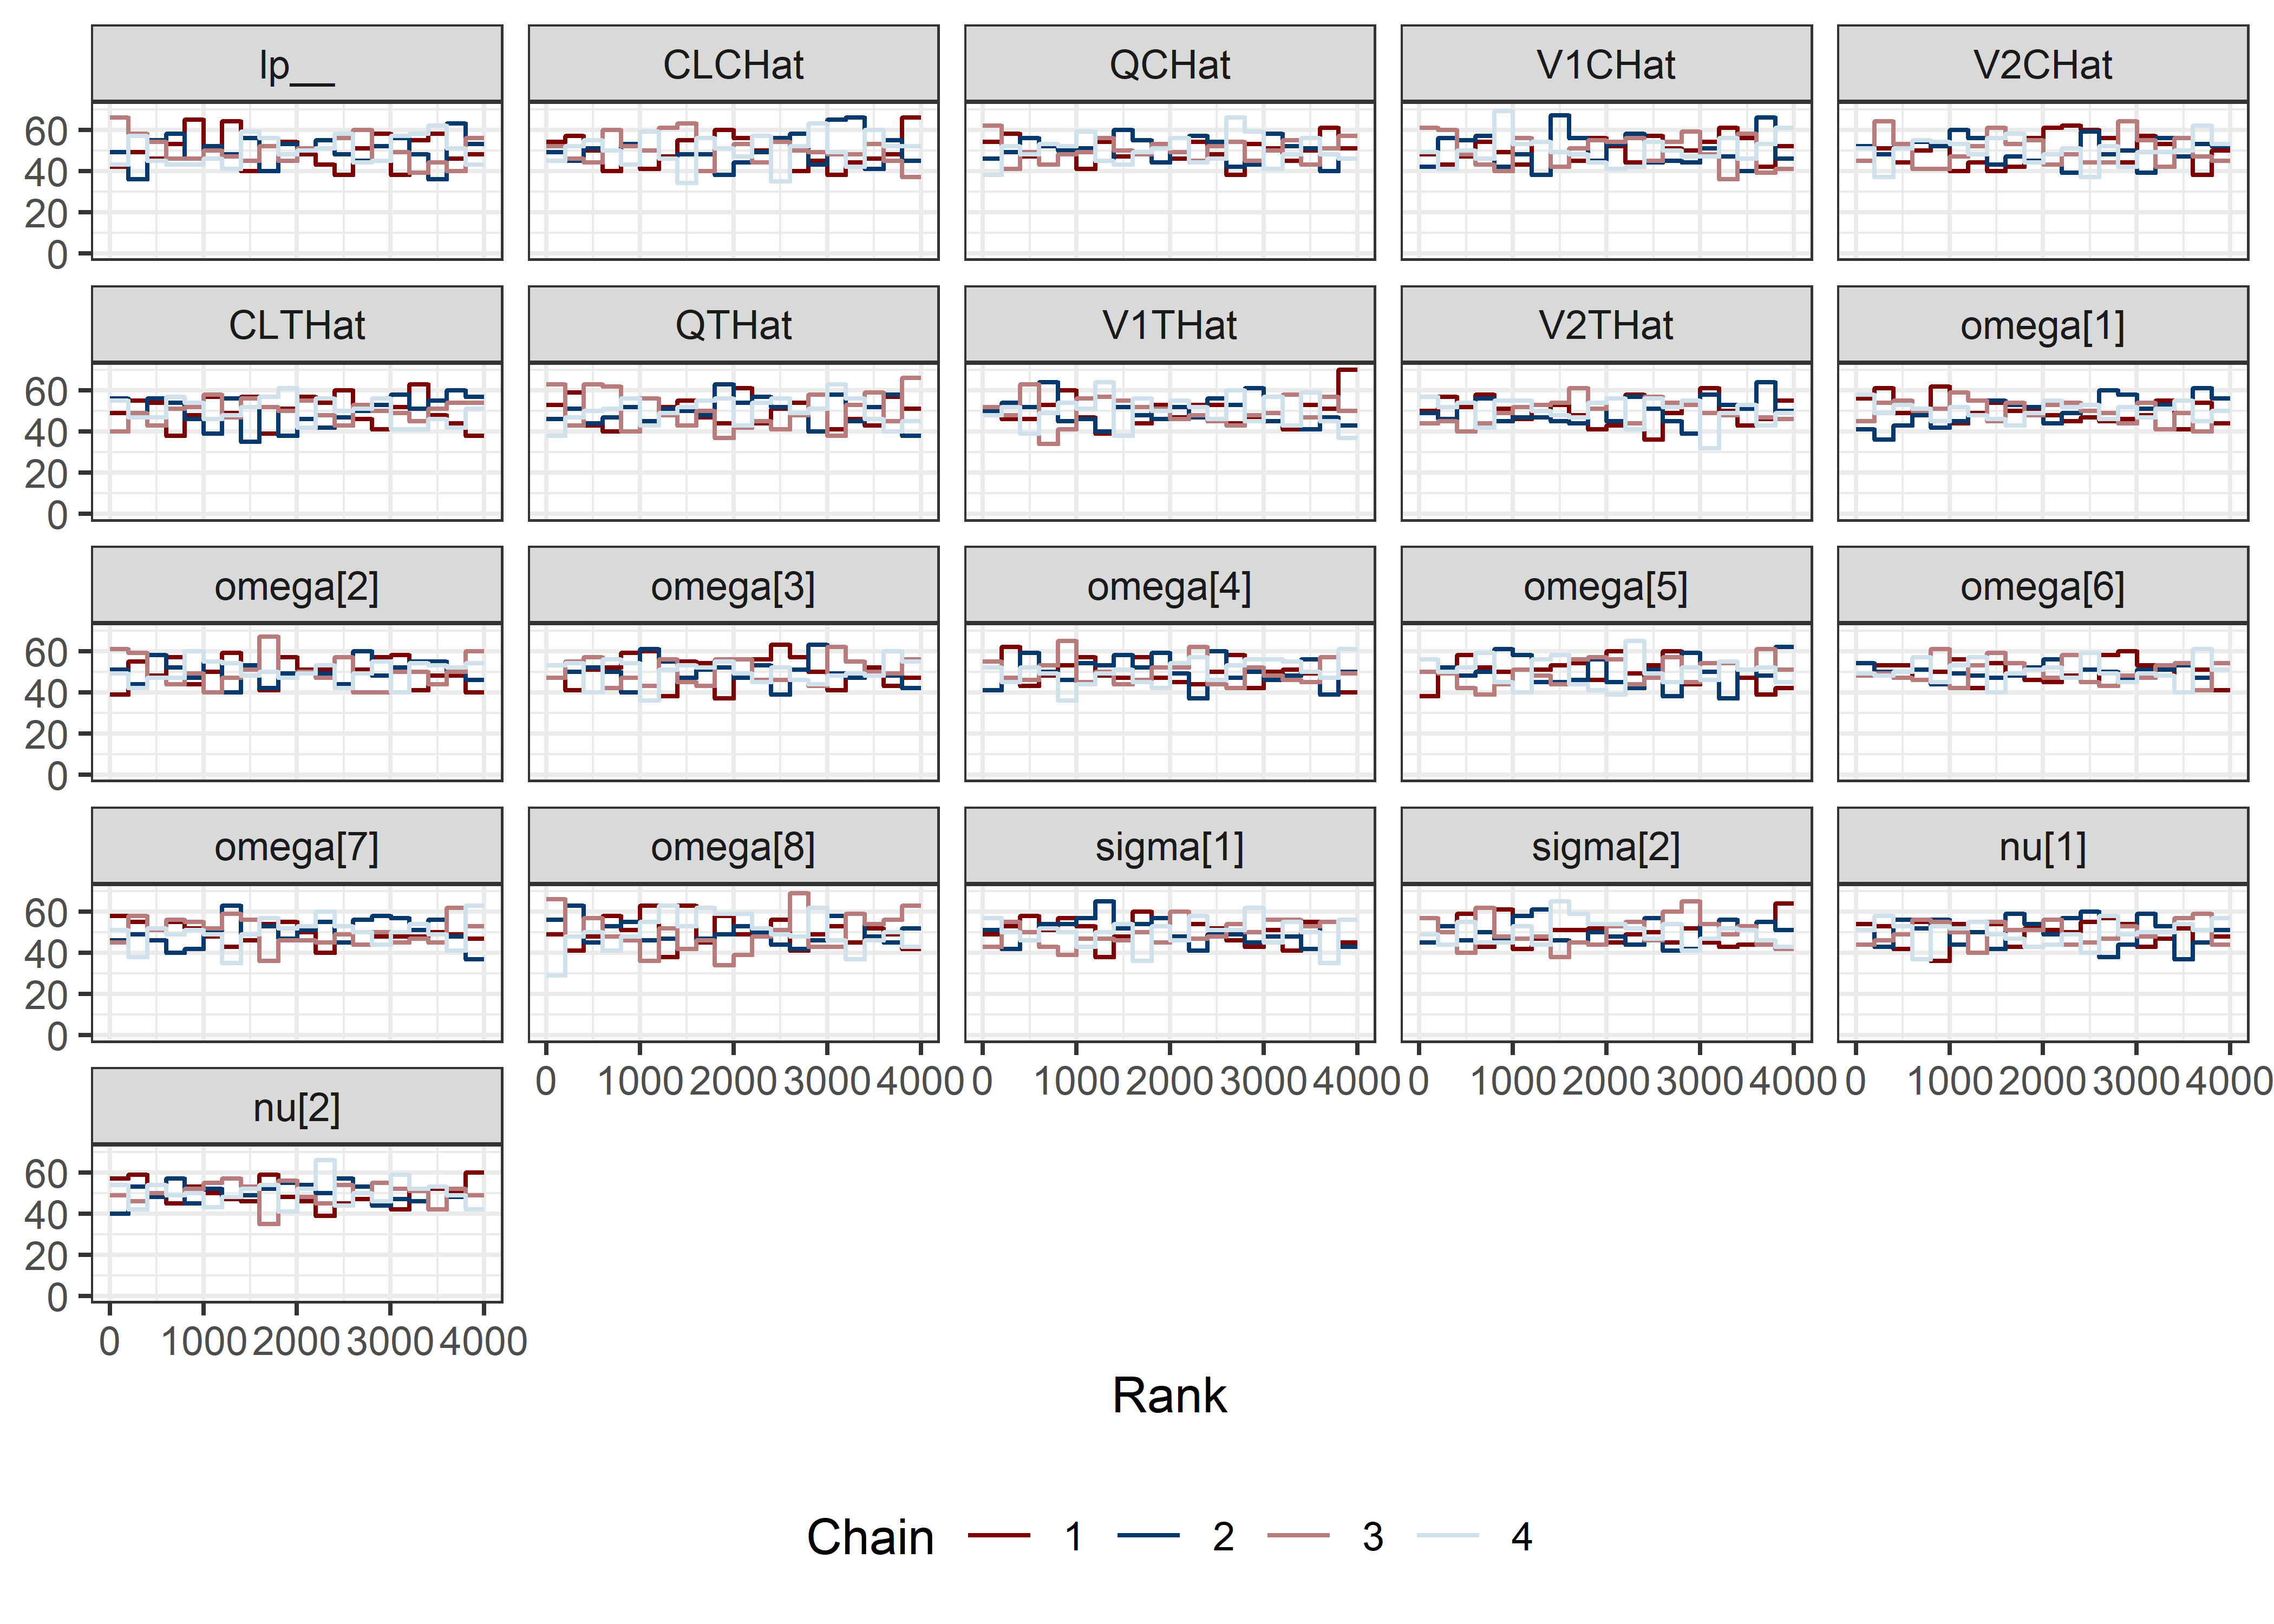 lp__ CLCHat QCHat V1CHat V2CHat
60
40
20
0
CLTHat QTHat V1THat V2THat omega[1]
60
40
20
0
omega[2] omega[3] omega[4] omega[5] omega[6]
60
40
20
0
omega[7] omega[8] sigma[1] sigma[2] nu[1]
60
40
20
0
0 1000 2000 3000 4000 0 1000 2000 3000 4000 0 1000 2000 3000 4000 0 1000 2000 3000 4000
nu[2]
60
40
20
0
0 1000 2000 3000 4000
Rank
Chain 1 2 3 4